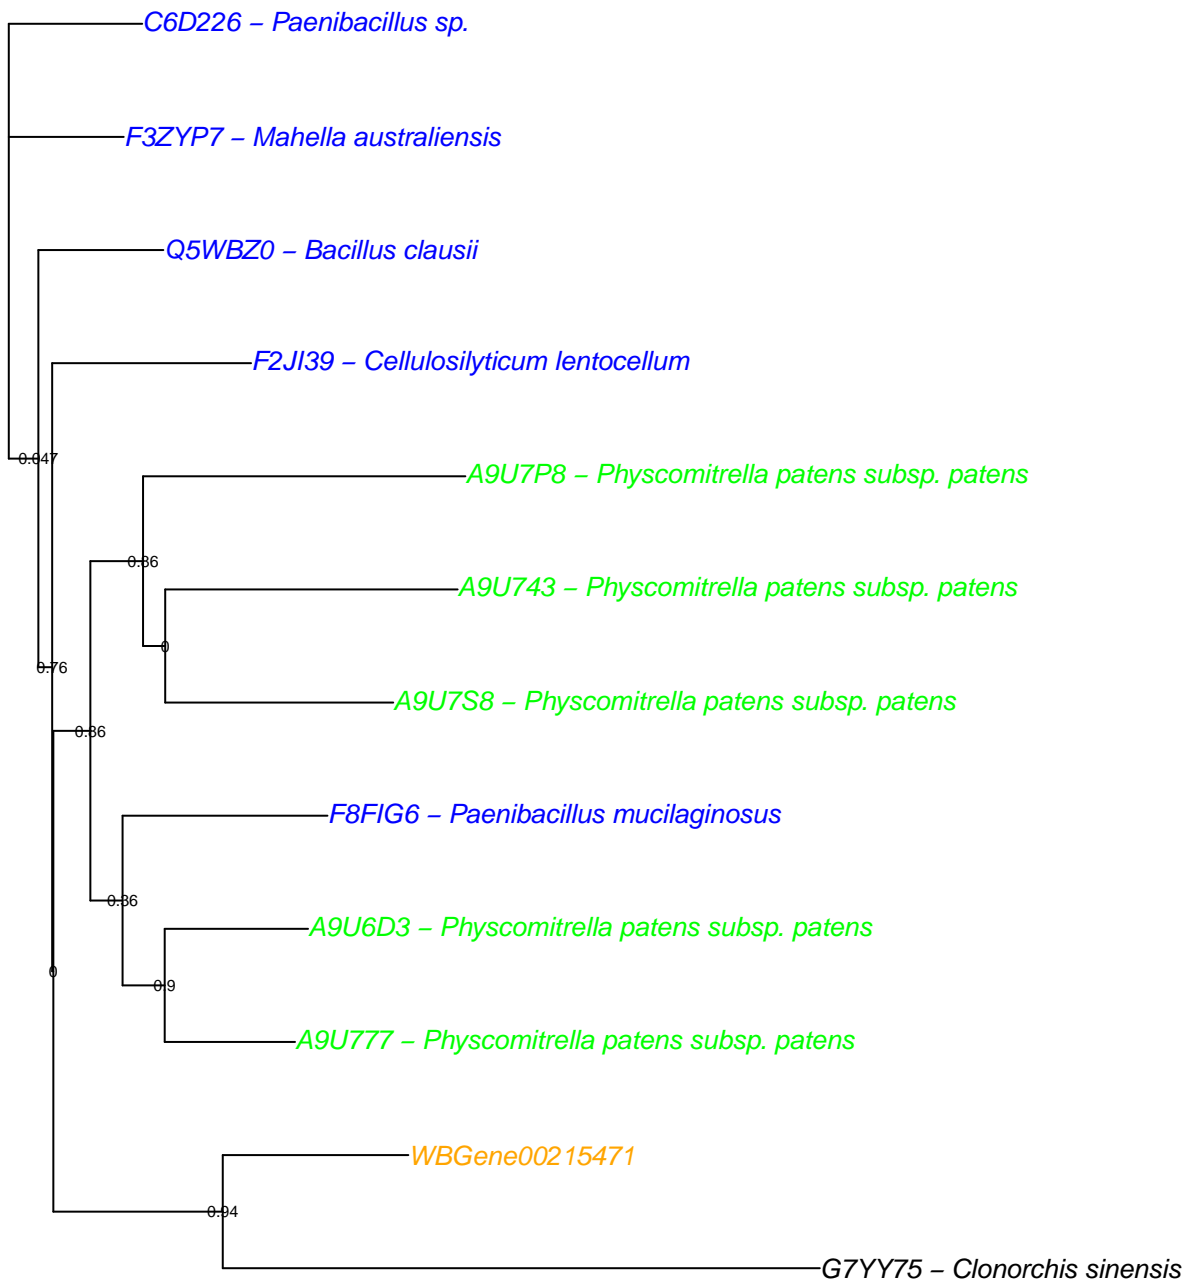 C6D226 – Paenibacillus sp.
F3ZYP7 – Mahella australiensis
Q5WBZ0 – Bacillus clausii
F2JI39 – Cellulosilyticum lentocellum
0.047
A9U7P8 – Physcomitrella patens subsp. patens
0.86
A9U743 – Physcomitrella patens subsp. patens
0
0.76
A9U7S8 – Physcomitrella patens subsp. patens
0.86
F8FIG6 – Paenibacillus mucilaginosus
0.86
A9U6D3 – Physcomitrella patens subsp. patens
0
0.9
A9U777 – Physcomitrella patens subsp. patens
WBGene00215471
0.94
G7YY75 – Clonorchis sinensis